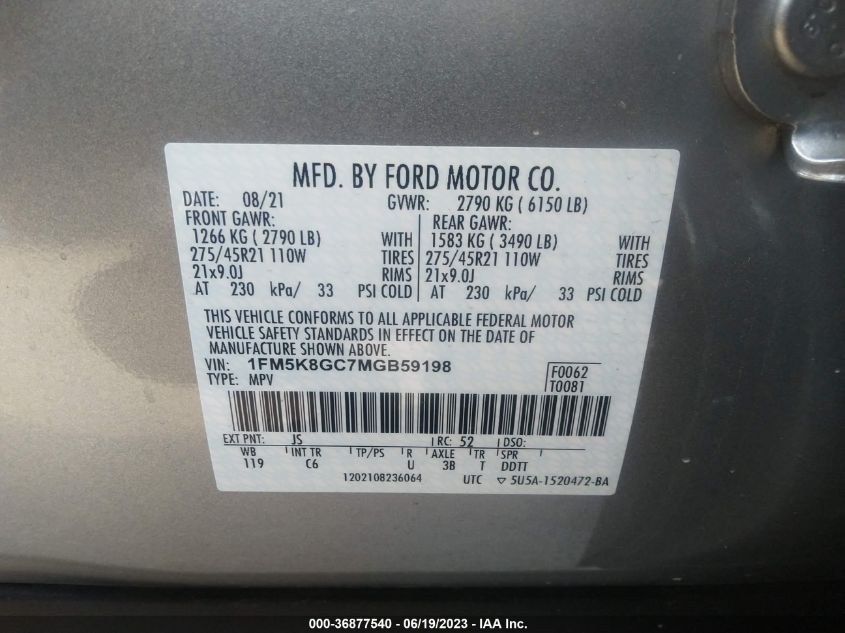 MFD. BY FORD MOTOR CO.
DATE: 08/21 GVWR: 2790 KG ( 6150 LB)
FRONT GAWR: REAR GAWR:
1266 KG ( 2790 LB) WITH 1583 KG ( 3490 LB) WITH
275/45R21 110W TIRES 275/45R21 110W TIRES
21x9.0J RIMS 21x9.0J RIMS
AT 230 kPa/ 33 PSI COLD AT 230 kPa/ 33 PSI COLD
THIS VEHICLE CONFORMS TO ALL APPLICABLE FEDERAL MOTOR
VEHICLE SAFETY STANDARDS IN EFFECT ON THE DATE OF
MANUFACTURE SHOWN ABOVE.
VIN: 1FM5K8GC7MGB59198 F0062
TYPE: MPV T0081
EXT PNT: JS RC: 52 DSO:
WB INT TR TP/PS R AXLE TR SPR
119 C6 U 3B T DDTT
1202108236064 UTC ▽ 5U5A-1520472-BA
000-36877540 - 06/19/2023 - IAA Inc.